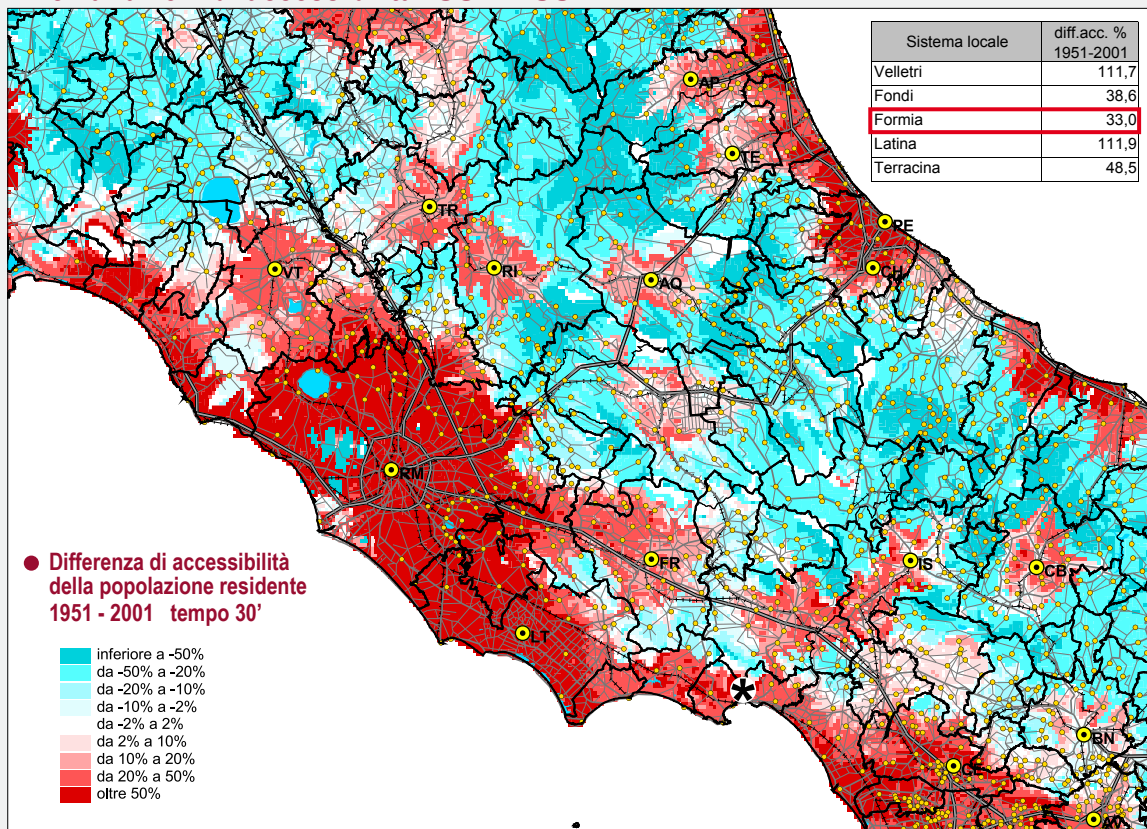 Sistema locale
diff.acc. %
1951-2001
Velletri 111,7
Fondi 38,6
Formia 33,0
Latina 111,9
Terracina 48,5
AP
TE
TR
PE
VT
RI
AQ
CH
RM
FR
IS
CB
LT
BN
CE
AV
*
● Differenza di accessibilità
della popolazione residente
1951 - 2001 tempo 30'
inferiore a -50%
da -50% a -20%
da -20% a -10%
da -10% a -2%
da -2% a 2%
da 2% a 10%
da 10% a 20%
da 20% a 50%
oltre 50%